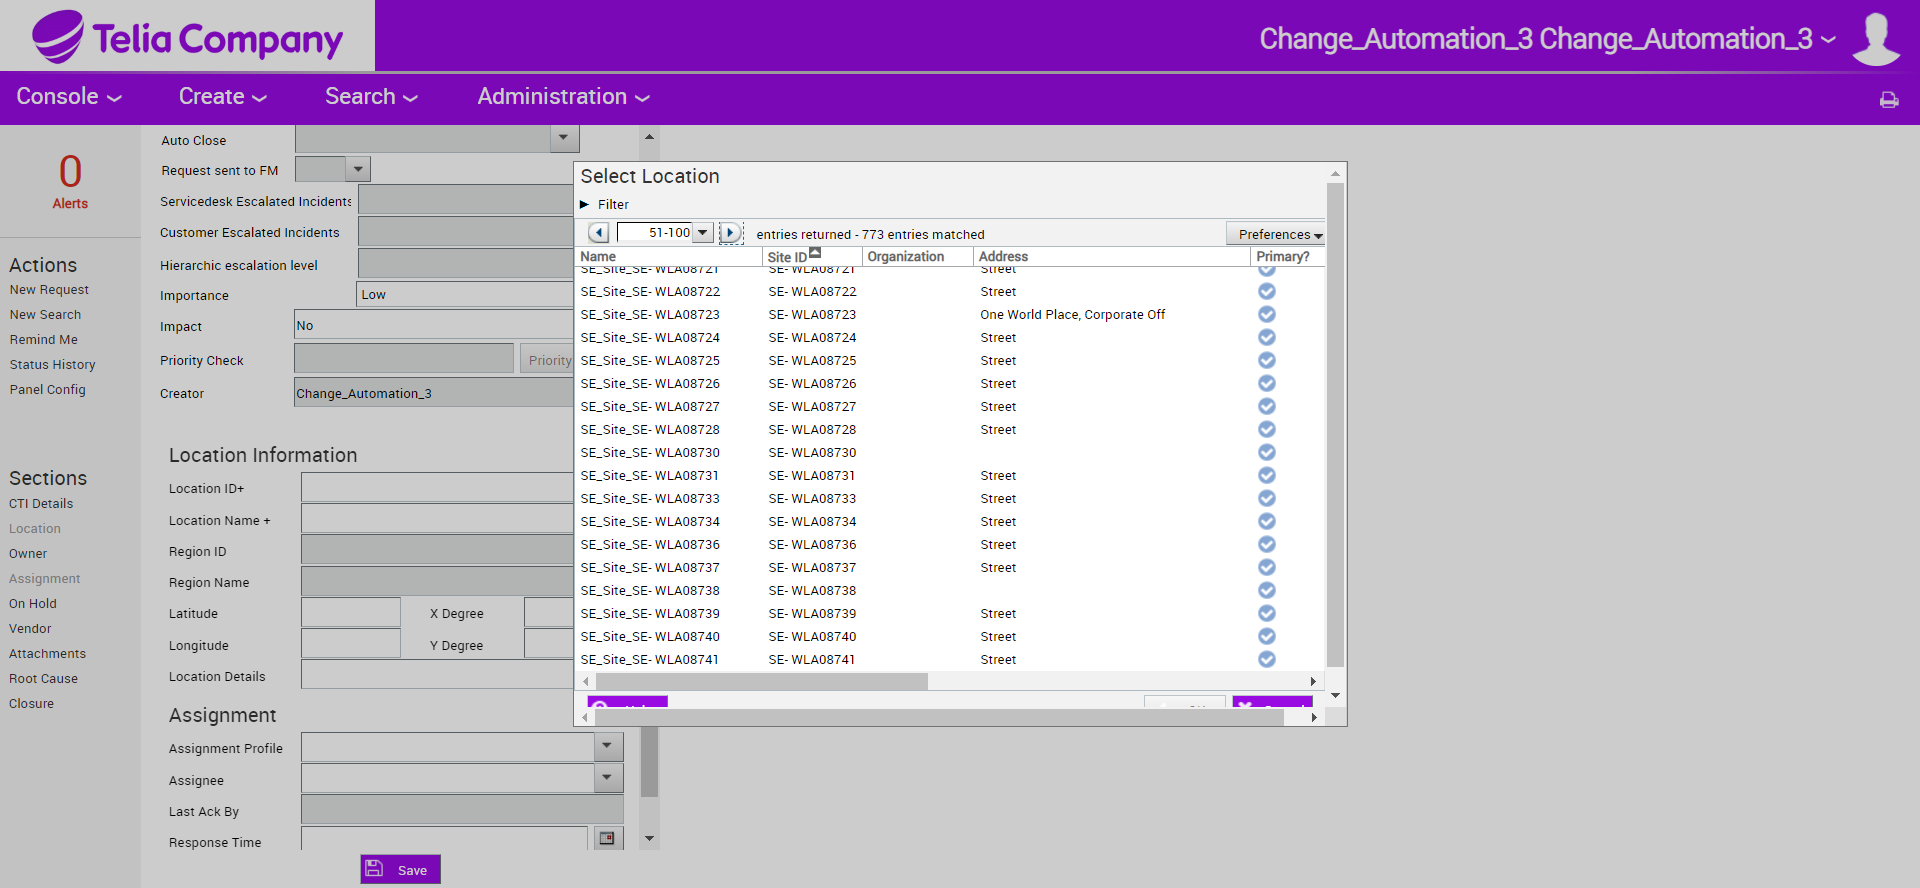 Telia Company
Change_Automation_3 Change_Automation_3
Console
Create
Search
Administration
0
Alerts
Actions
New Request
New Search
Remind Me
Status History
Panel Config
Sections
CTI Details
Location
Owner
Assignment
On Hold
Vendor
Attachments
Root Cause
Closure
Auto Close
Request sent to FM
Servicedesk Escalated Incidents
Customer Escalated Incidents
Hierarchic escalation level
Importance Low
Impact No
Priority Check Priority
Creator Change_Automation_3
Location Information
Location ID+
Location Name +
Region ID
Region Name
Latitude X Degree
Longitude Y Degree
Location Details
Assignment
Assignment Profile
Assignee
Last Ack By
Response Time
Save
Select Location
Filter
51-100 entries returned - 773 entries matched Preferences
Name Site ID Organization Address Primary?
SE_Site_SE- WLA08721 SE- WLA08721 Street
SE_Site_SE- WLA08722 SE- WLA08722 Street
SE_Site_SE- WLA08723 SE- WLA08723 One World Place, Corporate Off
SE_Site_SE- WLA08724 SE- WLA08724 Street
SE_Site_SE- WLA08725 SE- WLA08725 Street
SE_Site_SE- WLA08726 SE- WLA08726 Street
SE_Site_SE- WLA08727 SE- WLA08727 Street
SE_Site_SE- WLA08728 SE- WLA08728 Street
SE_Site_SE- WLA08730 SE- WLA08730
SE_Site_SE- WLA08731 SE- WLA08731 Street
SE_Site_SE- WLA08733 SE- WLA08733 Street
SE_Site_SE- WLA08734 SE- WLA08734 Street
SE_Site_SE- WLA08736 SE- WLA08736 Street
SE_Site_SE- WLA08737 SE- WLA08737 Street
SE_Site_SE- WLA08738 SE- WLA08738
SE_Site_SE- WLA08739 SE- WLA08739 Street
SE_Site_SE- WLA08740 SE- WLA08740 Street
SE_Site_SE- WLA08741 SE- WLA08741 Street